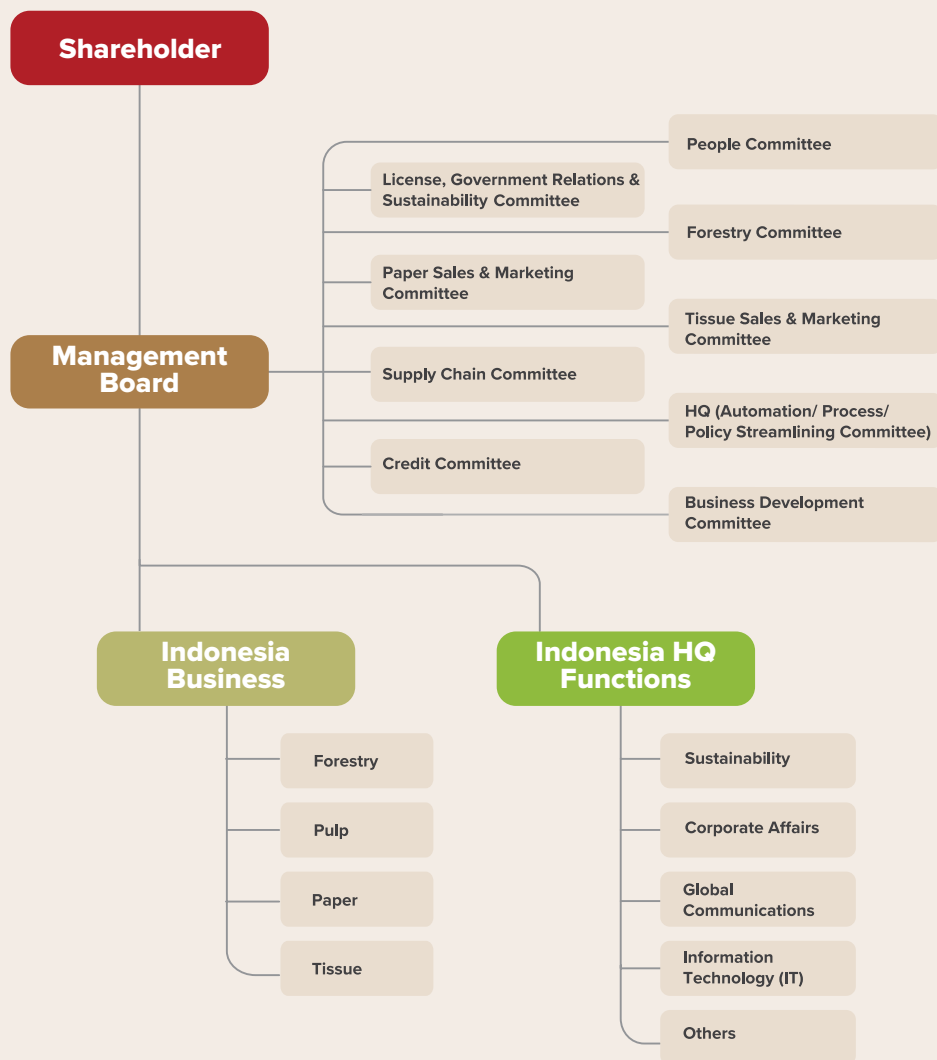 Shareholder
People Committee
License, Government Relations &
Sustainability Committee
Forestry Committee
Paper Sales & Marketing
Committee
Tissue Sales & Marketing
Committee
Management
Board
Supply Chain Committee
HQ (Automation/ Process/
Policy Streamlining Committee)
Credit Committee
Business Development
Committee
Indonesia
Business
Forestry
Pulp
Paper
Tissue
Indonesia HQ
Functions
Sustainability
Corporate Affairs
Global
Communications
Information
Technology (IT)
Others